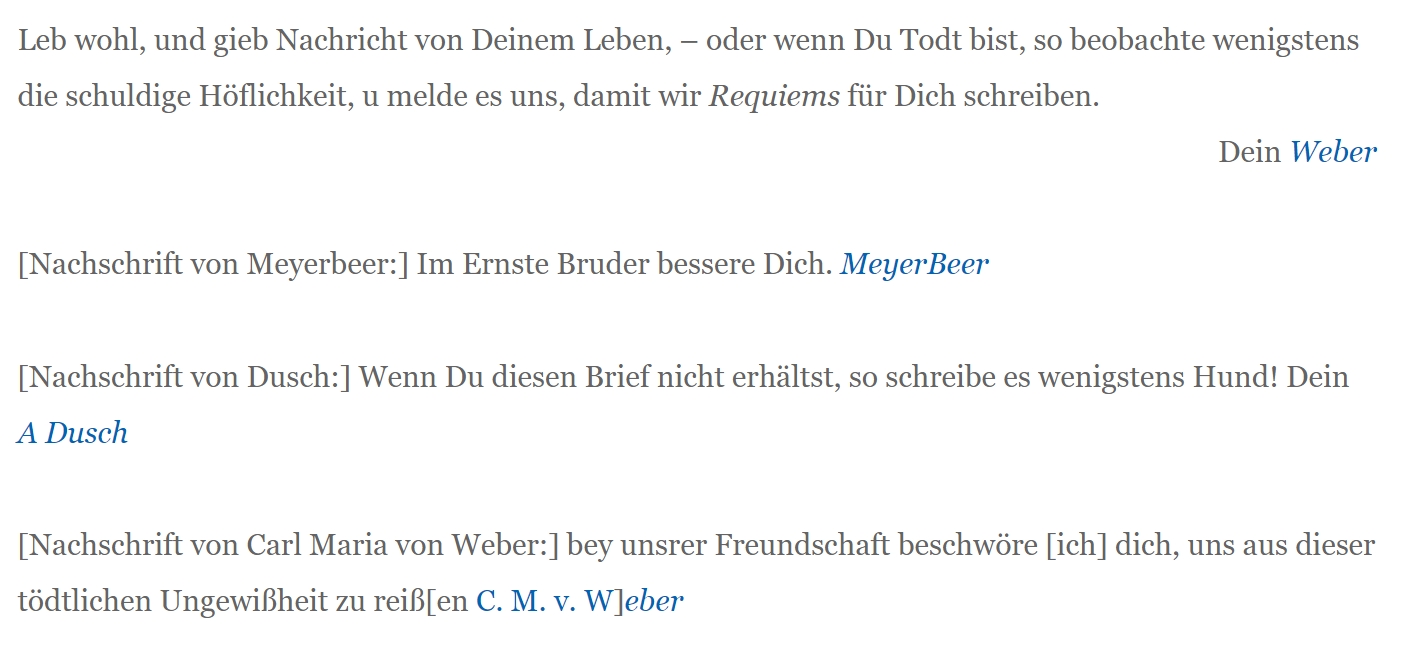 Leb wohl, und gieb Nachricht von Deinem Leben, – oder wenn Du Todt bist, so beobachte wenigstens
die schuldige Höflichkeit, u melde es uns, damit wir Requiems für Dich schreiben.
Dein Weber
[Nachschrift von Meyerbeer:] Im Ernste Bruder bessere Dich. MeyerBeer
[Nachschrift von Dusch:] Wenn Du diesen Brief nicht erhältst, so schreibe es wenigstens Hund! Dein
A Dusch
[Nachschrift von Carl Maria von Weber:] bey unsrer Freundschaft beschwöre [ich] dich, uns aus dieser
tödtlichen Ungewißheit zu reiß[en C. M. v. W]eber